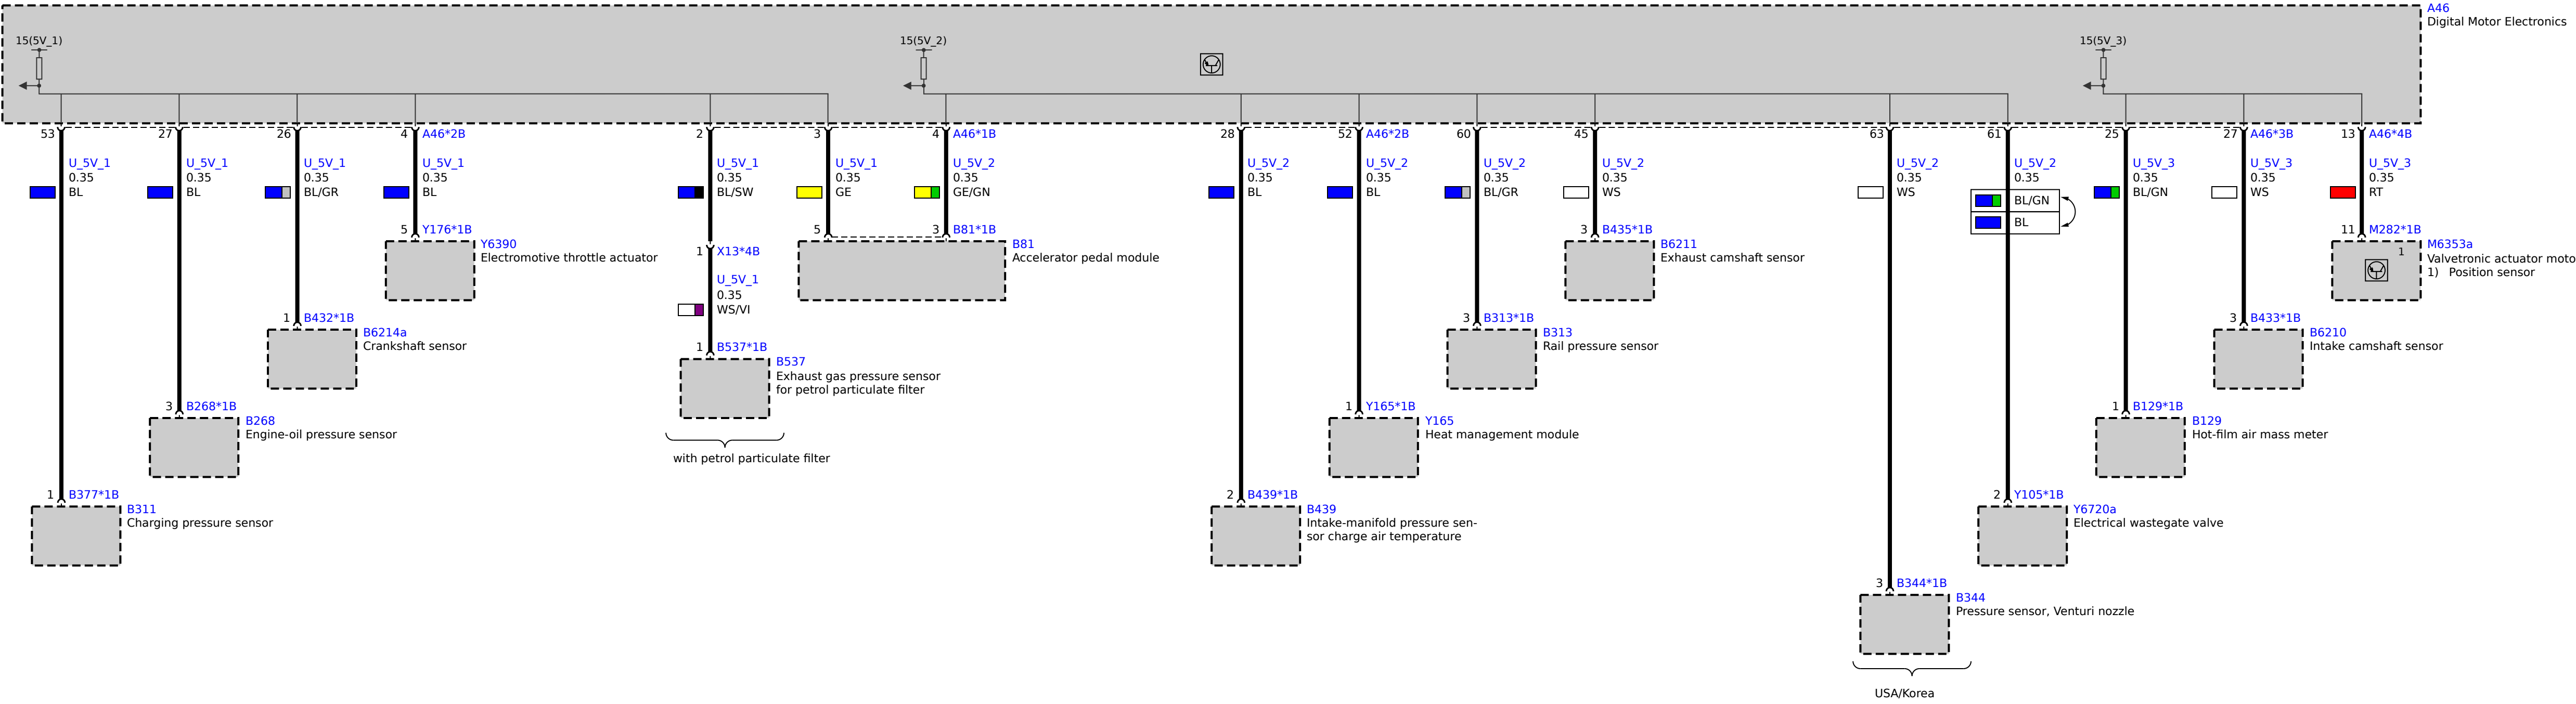 A46
Digital Motor Electronics
15(5V_1)
15(5V_2)
15(5V_3)
53
27
26
4 A46*2B
2
3
4 A46*1B
28
52 A46*2B
60
45
63
61
25
27 A46*3B
13 A46*4B
U_5V_1
0.35
BL
U_5V_1
0.35
BL
U_5V_1
0.35
BL/GR
U_5V_1
0.35
BL
U_5V_1
0.35
BL/SW
U_5V_1
0.35
GE
U_5V_2
0.35
GE/GN
U_5V_2
0.35
BL
U_5V_2
0.35
BL
U_5V_2
0.35
BL/GR
U_5V_2
0.35
WS
U_5V_2
0.35
WS
U_5V_2
0.35
BL/GN
BL
U_5V_3
0.35
BL/GN
U_5V_3
0.35
WS
U_5V_3
0.35
RT
5 Y176*1B
Y6390
Electromotive throttle actuator
1 X13*4B
U_5V_1
0.35
WS/VI
5
3 B81*1B
B81
Accelerator pedal module
3 B435*1B
B6211
Exhaust camshaft sensor
11 M282*1B
M6353a
Valvetronic actuator moto
1) Position sensor
1
1 B432*1B
B6214a
Crankshaft sensor
1 B537*1B
B537
Exhaust gas pressure sensor
for petrol particulate filter
with petrol particulate filter
3 B313*1B
B313
Rail pressure sensor
3 B433*1B
B6210
Intake camshaft sensor
3 B268*1B
B268
Engine-oil pressure sensor
1 Y165*1B
Y165
Heat management module
1 B129*1B
B129
Hot-film air mass meter
1 B377*1B
B311
Charging pressure sensor
2 B439*1B
B439
Intake-manifold pressure sen-
sor charge air temperature
2 Y105*1B
Y6720a
Electrical wastegate valve
3 B344*1B
B344
Pressure sensor, Venturi nozzle
USA/Korea